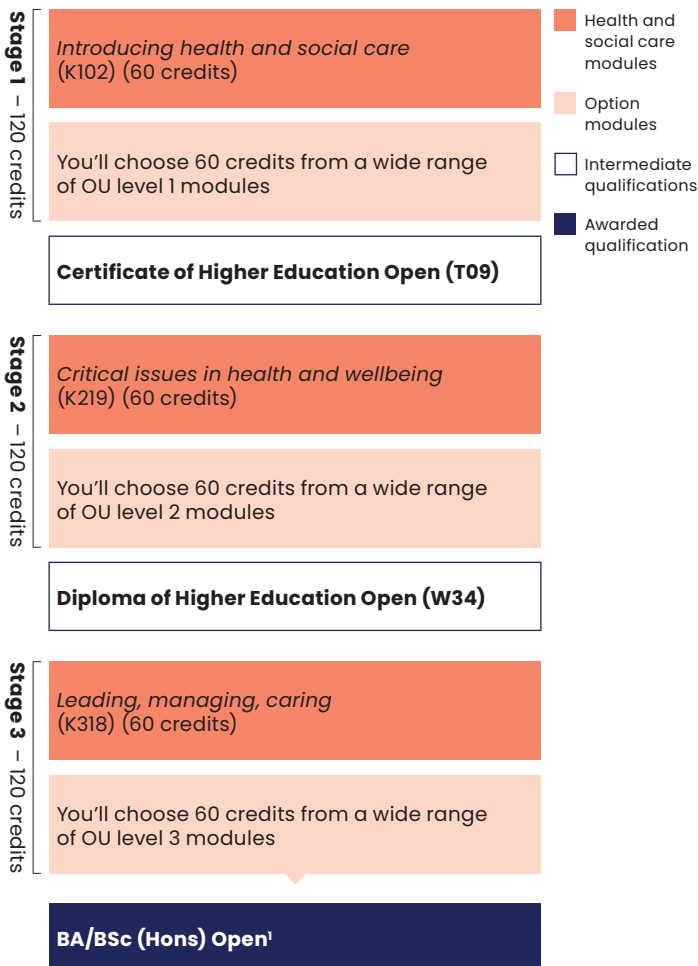 Stage 1 – 120 credits
Introducing health and social care
(K102) (60 credits)
You’ll choose 60 credits from a wide range
of OU level 1 modules
Certificate of Higher Education Open (T09)
Stage 2 – 120 credits
Critical issues in health and wellbeing
(K219) (60 credits)
You’ll choose 60 credits from a wide range
of OU level 2 modules
Diploma of Higher Education Open (W34)
Stage 3 – 120 credits
Leading, managing, caring
(K318) (60 credits)
You’ll choose 60 credits from a wide range
of OU level 3 modules
BA/BSc (Hons) Open¹
Health and
social care
modules
Option
modules
Intermediate
qualifications
Awarded
qualification